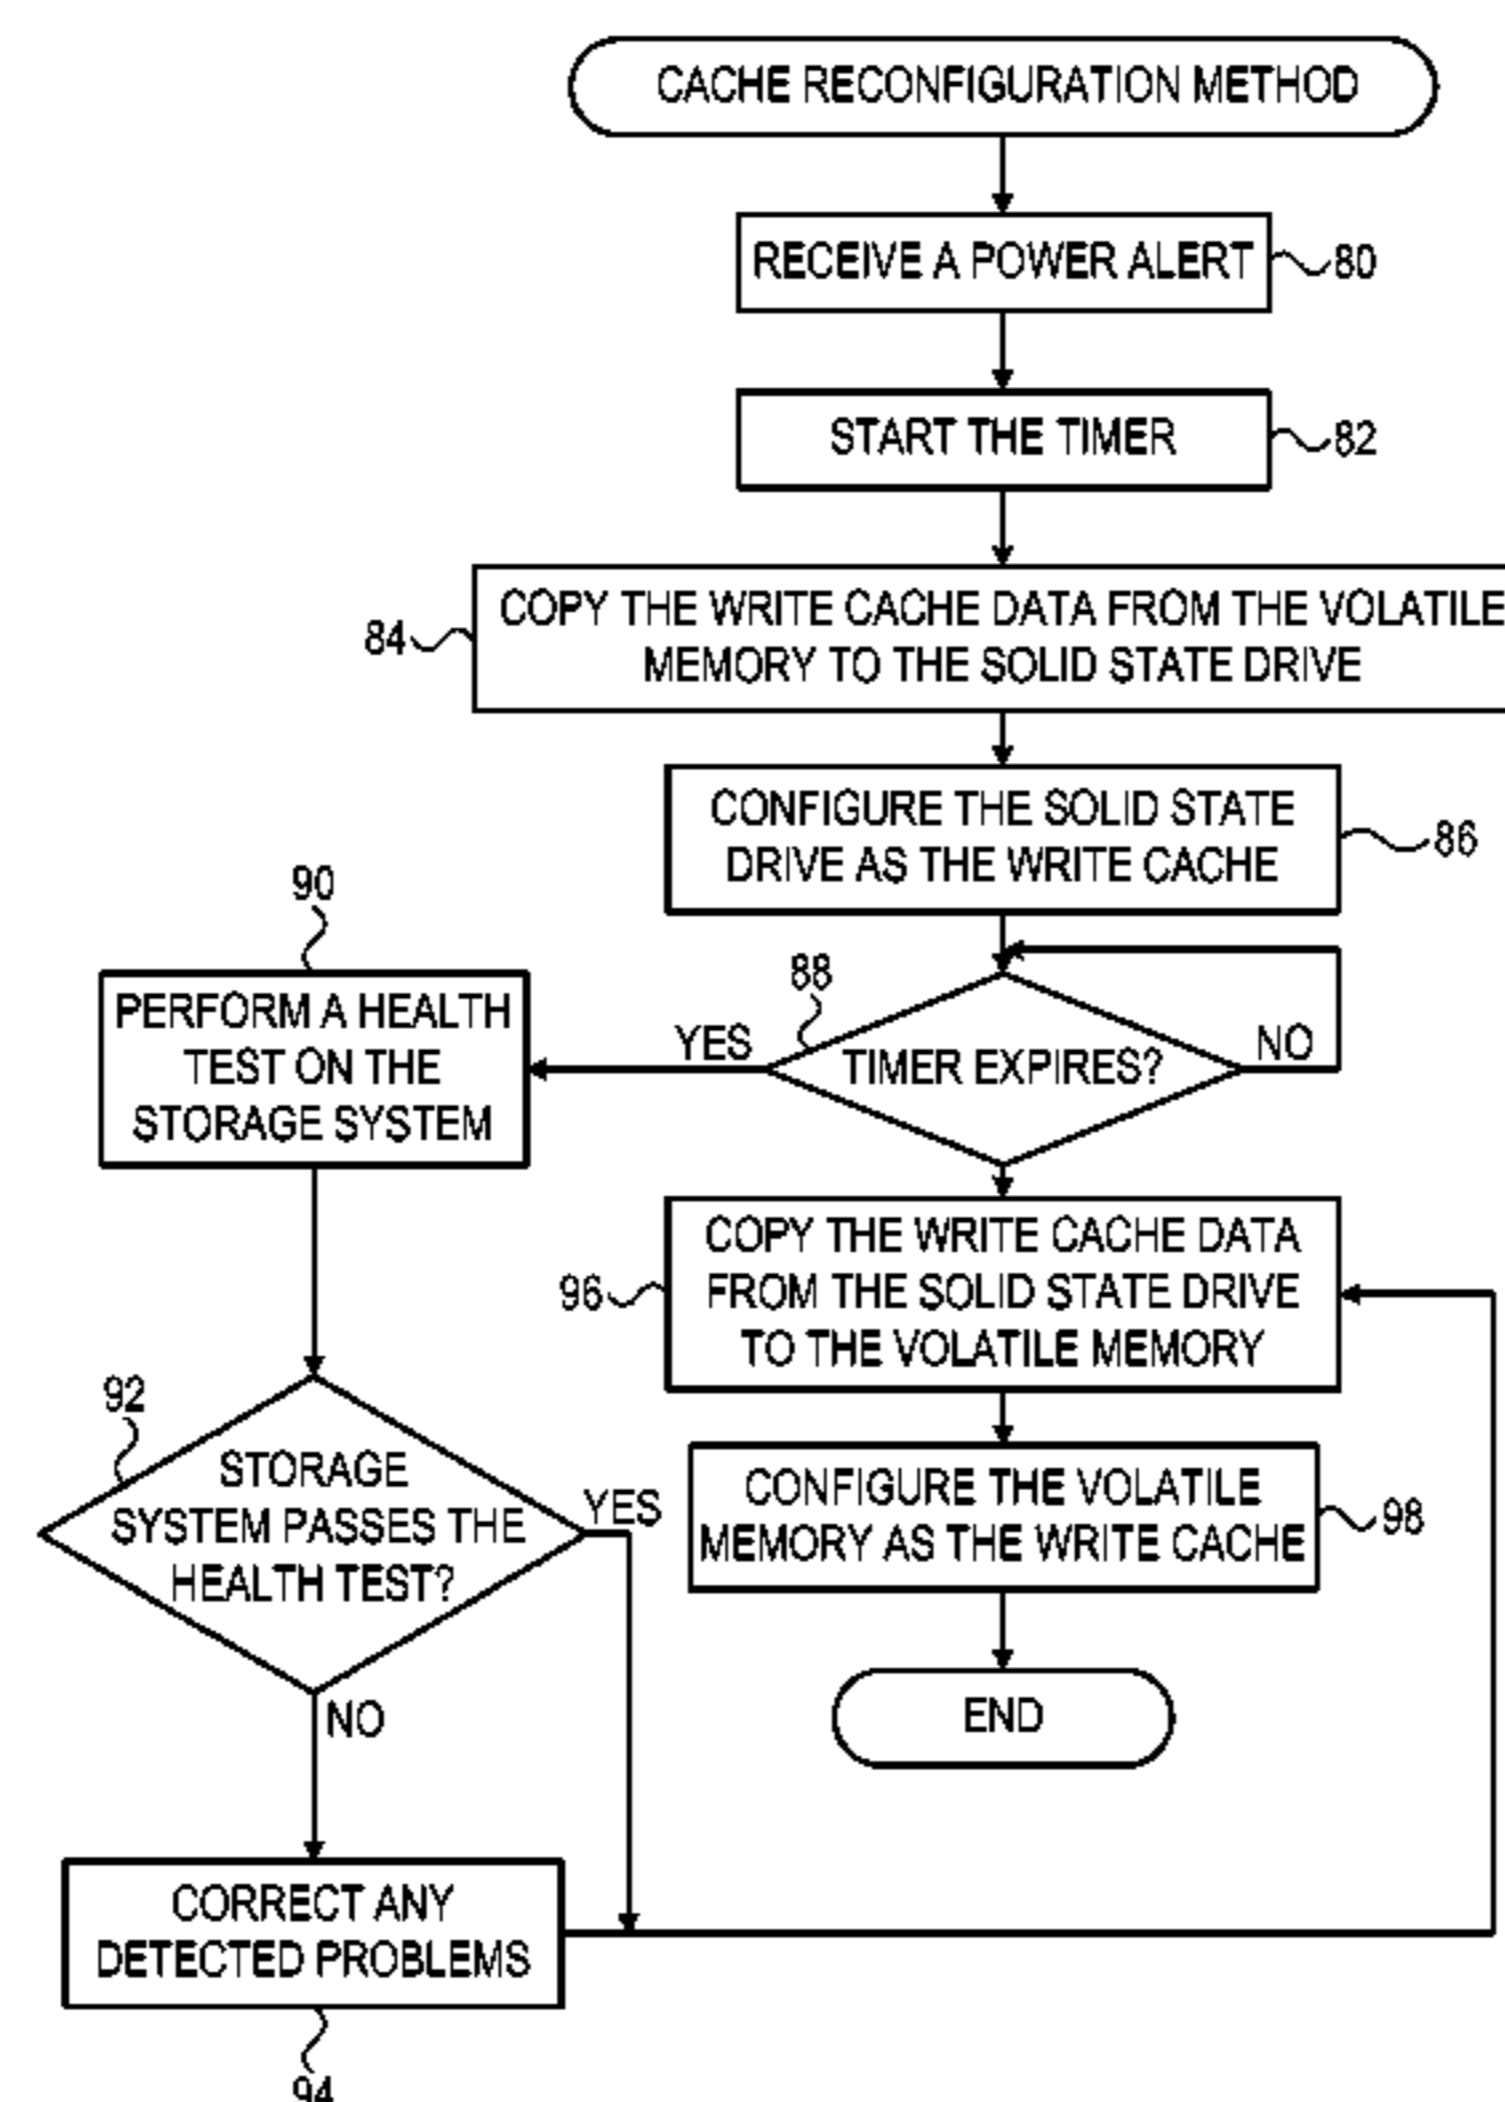 CACHE RECONFIGURATION METHOD
RECEIVE A POWER ALERT
80
START THE TIMER
82
84
COPY THE WRITE CACHE DATA FROM THE VOLATILE
MEMORY TO THE SOLID STATE DRIVE
CONFIGURE THE SOLID STATE
DRIVE AS THE WRITE CACHE
86
88
TIMER EXPIRES?
YES
NO
90
PERFORM A HEALTH
TEST ON THE
STORAGE SYSTEM
92
STORAGE
SYSTEM PASSES THE
HEALTH TEST?
YES
NO
CORRECT ANY
DETECTED PROBLEMS
94
96
COPY THE WRITE CACHE DATA
FROM THE SOLID STATE DRIVE
TO THE VOLATILE MEMORY
CONFIGURE THE VOLATILE
MEMORY AS THE WRITE CACHE
98
END